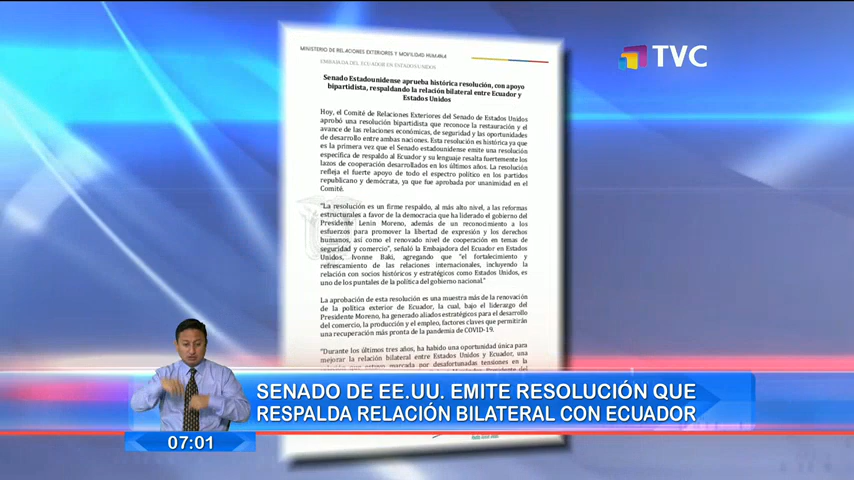 MINISTERIO DE RELACIONES EXTERIORES Y MOVILIDAD HUMANA
EMBAJADA DEL ECUADOR EN ESTADOS UNIDOS
TVC
Senado Estadounidense aprueba histórica resolución, con apoyo
bipartidista, respaldando la relación bilateral entre Ecuador y
Estados Unidos
Hoy, el Comité de Relaciones Exteriores del Senado de Estados Unidos
aprobó una resolución bipartidista que reconoce la restauración y el
avance de las relaciones económicas, de seguridad y las oportunidades
de desarrollo entre ambas naciones. Esta resolución es histórica ya que
es la primera vez que el Senado estadounidense emite una resolución
específica de respaldo al Ecuador y su lenguaje resalta fuertemente los
lazos de cooperación desarrollados en los últimos años. La resolución
refleja el fuerte apoyo de todo el espectro político en los partidos
republicano y demócrata, ya que fue aprobada por unanimidad en el
Comité.
"La resolución es un firme respaldo, al más alto nivel, a las reformas
estructurales a favor de la democracia que ha liderado el gobierno del
Presidente Lenin Moreno, además de un reconocimiento a los
esfuerzos para promover la libertad de expresión y los derechos
humanos, así como el renovado nivel de cooperación en temas de
seguridad y comercio", señaló la Embajadora del Ecuador en Estados
Unidos, Ivonne Baki, agregando que "el fortalecimiento y
refrescamiento de las relaciones internacionales, incluyendo la
relación con socios históricos y estratégicos como Estados Unidos, es
uno de los puntales de la política del gobierno nacional."
La aprobación de esta resolución es una muestra más de la renovación
de la política exterior de Ecuador, la cual, bajo el liderazgo del
Presidente Moreno, ha generado aliados estratégicos para el desarrollo
del comercio, la producción y el empleo, factores claves que permitirán
una recuperación más pronta de la pandemia de COVID-19.
"Durante los últimos tres años, ha habido una oportunidad única para
mejorar la relación bilateral entre Estados Unidos y Ecuador, una
relación que estuvo marcada por desafortunadas tensiones en la
SENADO DE EE.UU. EMITE RESOLUCIÓN QUE
RESPALDA RELACIÓN BILATERAL CON ECUADOR
07:01